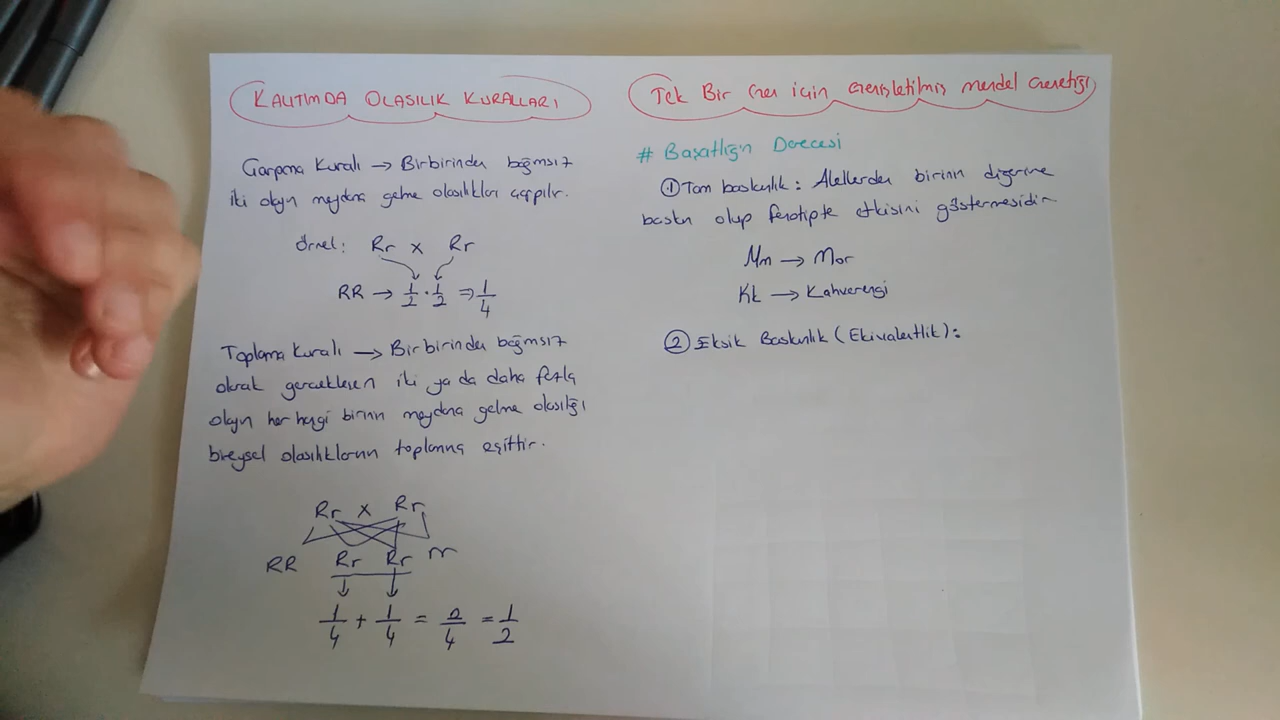 KALITIMDA OLASILIK KURALLARI
Çarpma Kuralı → Birbirinden bağımsız
iki olayın meydana gelme olasılıkları çarpılır.
Örnek: Rr x Rr
RR → 1/2 . 1/2 ⇒ 1/4
Toplama Kuralı → Birbirinden bağımsız
olarak gerçekleşen iki ya da daha fazla
olayın her hangi birinin meydana gelme olasılığı
bireysel olasılıkların toplamına eşittir.
Rr x Rr
RR Rr Rr rr
1/4 + 1/4 = 2/4 = 1/2
Tek Bir Gen için Genişletilmiş mendel Genetiği
# Başatlığın Derecesi
① Tam baskınlık : Alellerden birinin diğerine
baskın olup fenotipte etkisini göstermesidir
Mm → Mor
Kk → Kahverengi
② Eksik Baskınlık (Ekivalentlik):